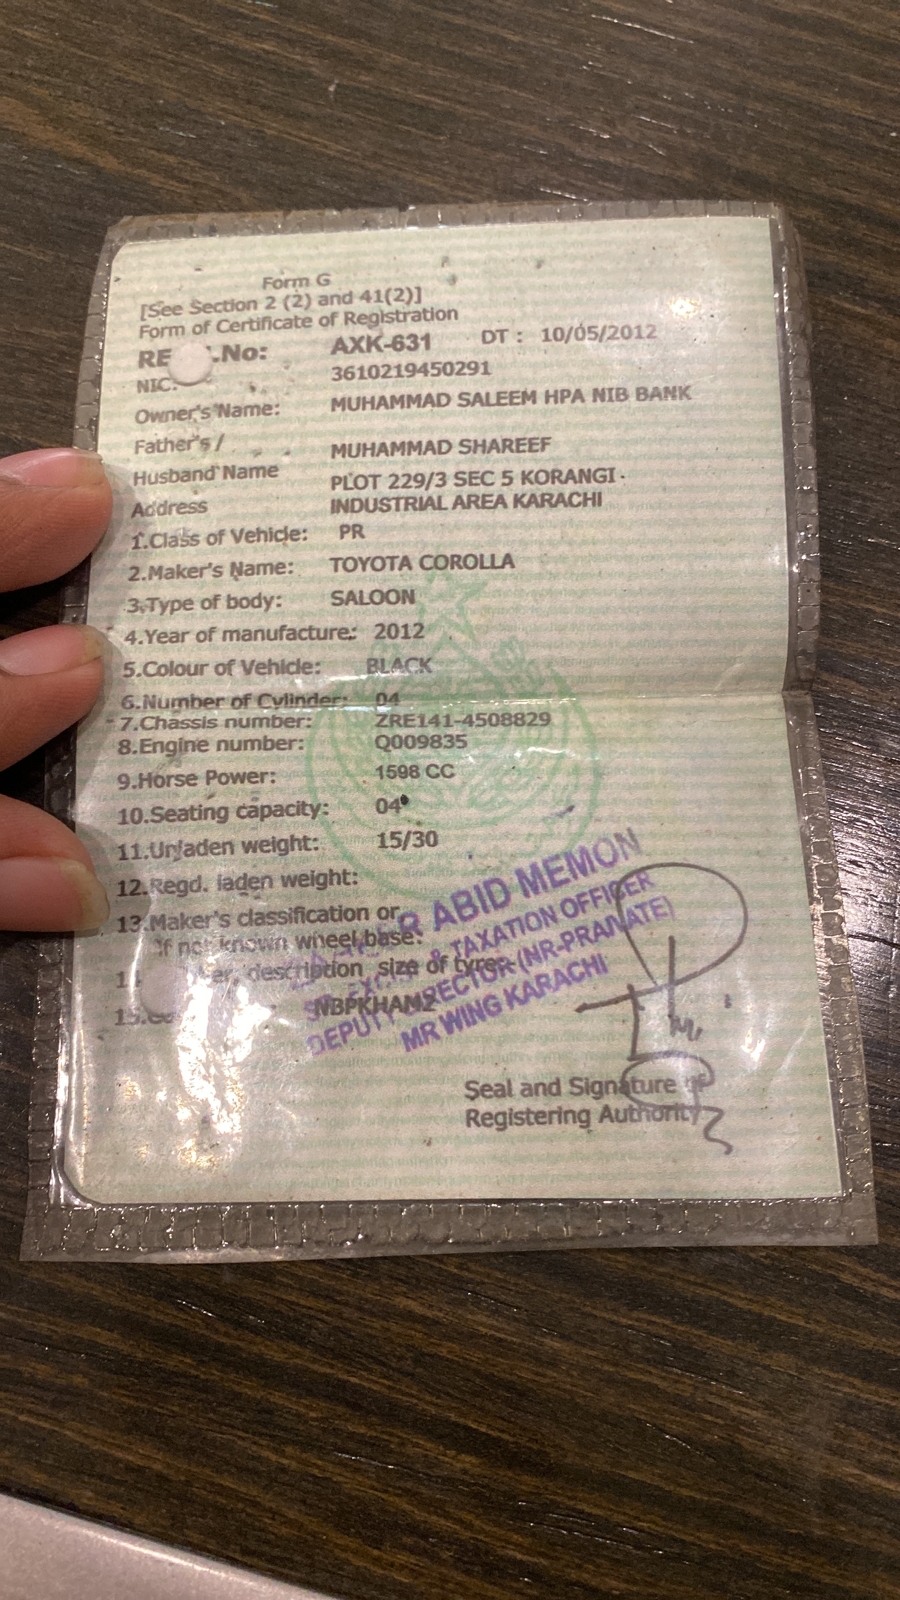 Form G
[See Section 2 (2) and 41(2)]
Form of Certificate of Registration
RE .No: AXK-631 DT : 10/05/2012
NIC. 3610219450291
Owner's Name: MUHAMMAD SALEEM HPA NIB BANK
Father's /
Husband Name MUHAMMAD SHAREEF
Address PLOT 229/3 SEC 5 KORANGI
INDUSTRIAL AREA KARACHI
1.Class of Vehicle: PR
2.Maker's Name: TOYOTA COROLLA
3.Type of body: SALOON
4.Year of manufacture: 2012
5.Colour of Vehicle: BLACK
6.Number of Cylinder: 04
7.Chassis number: ZRE141-4508829
8.Engine number: Q009835
9.Horse Power: 1598 CC
10.Seating capacity: 04
11.Unladen weight: 15/30
12.Regd. laden weight:
13.Maker's classification or
if not known wheel base:
description size of tyres
ABID MEMON
& TAXATION OFFICER
DEPUTY DIRECTOR
MR WING KARACHI
Seal and Signature of
Registering Authority